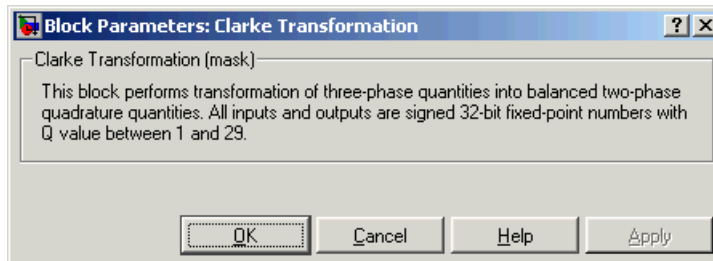 Block Parameters: Clarke Transformation
Clarke Transformation (mask)
This block performs transformation of three-phase quantities into balanced two-phase
quadrature quantities. All inputs and outputs are signed 32-bit fixed-point numbers with
Q value between 1 and 29.
OK Cancel Help Apply